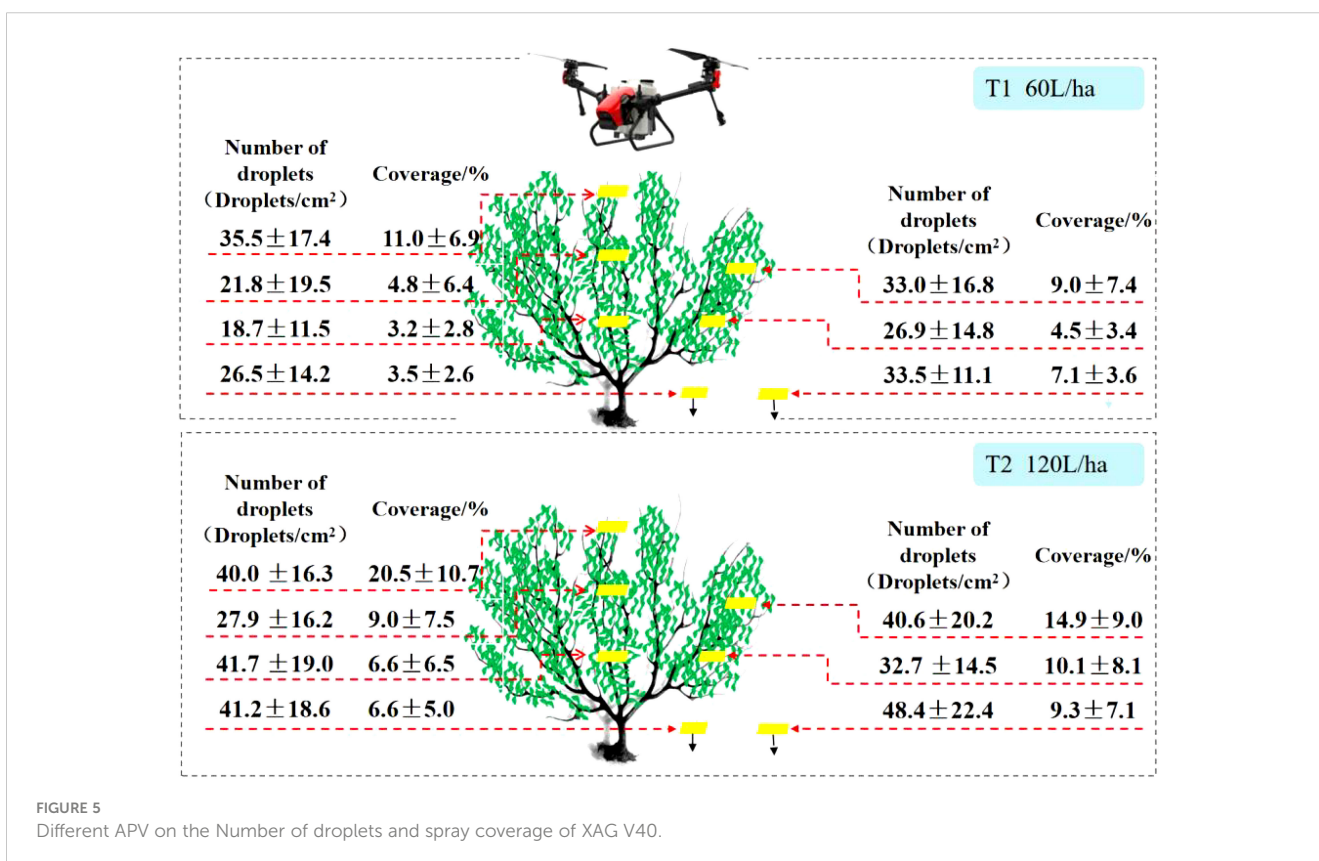 T1 60L/ha
Number of
droplets
(Droplets/cm²)
Coverage/%
35.5±17.4 11.0±6.9
21.8±19.5 4.8±6.4
18.7±11.5 3.2±2.8
26.5±14.2 3.5±2.6
Number of
droplets
(Droplets/cm²)
Coverage/%
33.0±16.8 9.0±7.4
26.9±14.8 4.5±3.4
33.5±11.1 7.1±3.6
T2 120L/ha
Number of
droplets
(Droplets/cm²)
Coverage/%
40.0 ±16.3 20.5±10.7
27.9 ±16.2 9.0±7.5
41.7 ±19.0 6.6±6.5
41.2±18.6 6.6±5.0
Number of
droplets
(Droplets/cm²)
Coverage/%
40.6±20.2 14.9±9.0
32.7 ±14.5 10.1±8.1
48.4±22.4 9.3±7.1
FIGURE 5
Different APV on the Number of droplets and spray coverage of XAG V40.